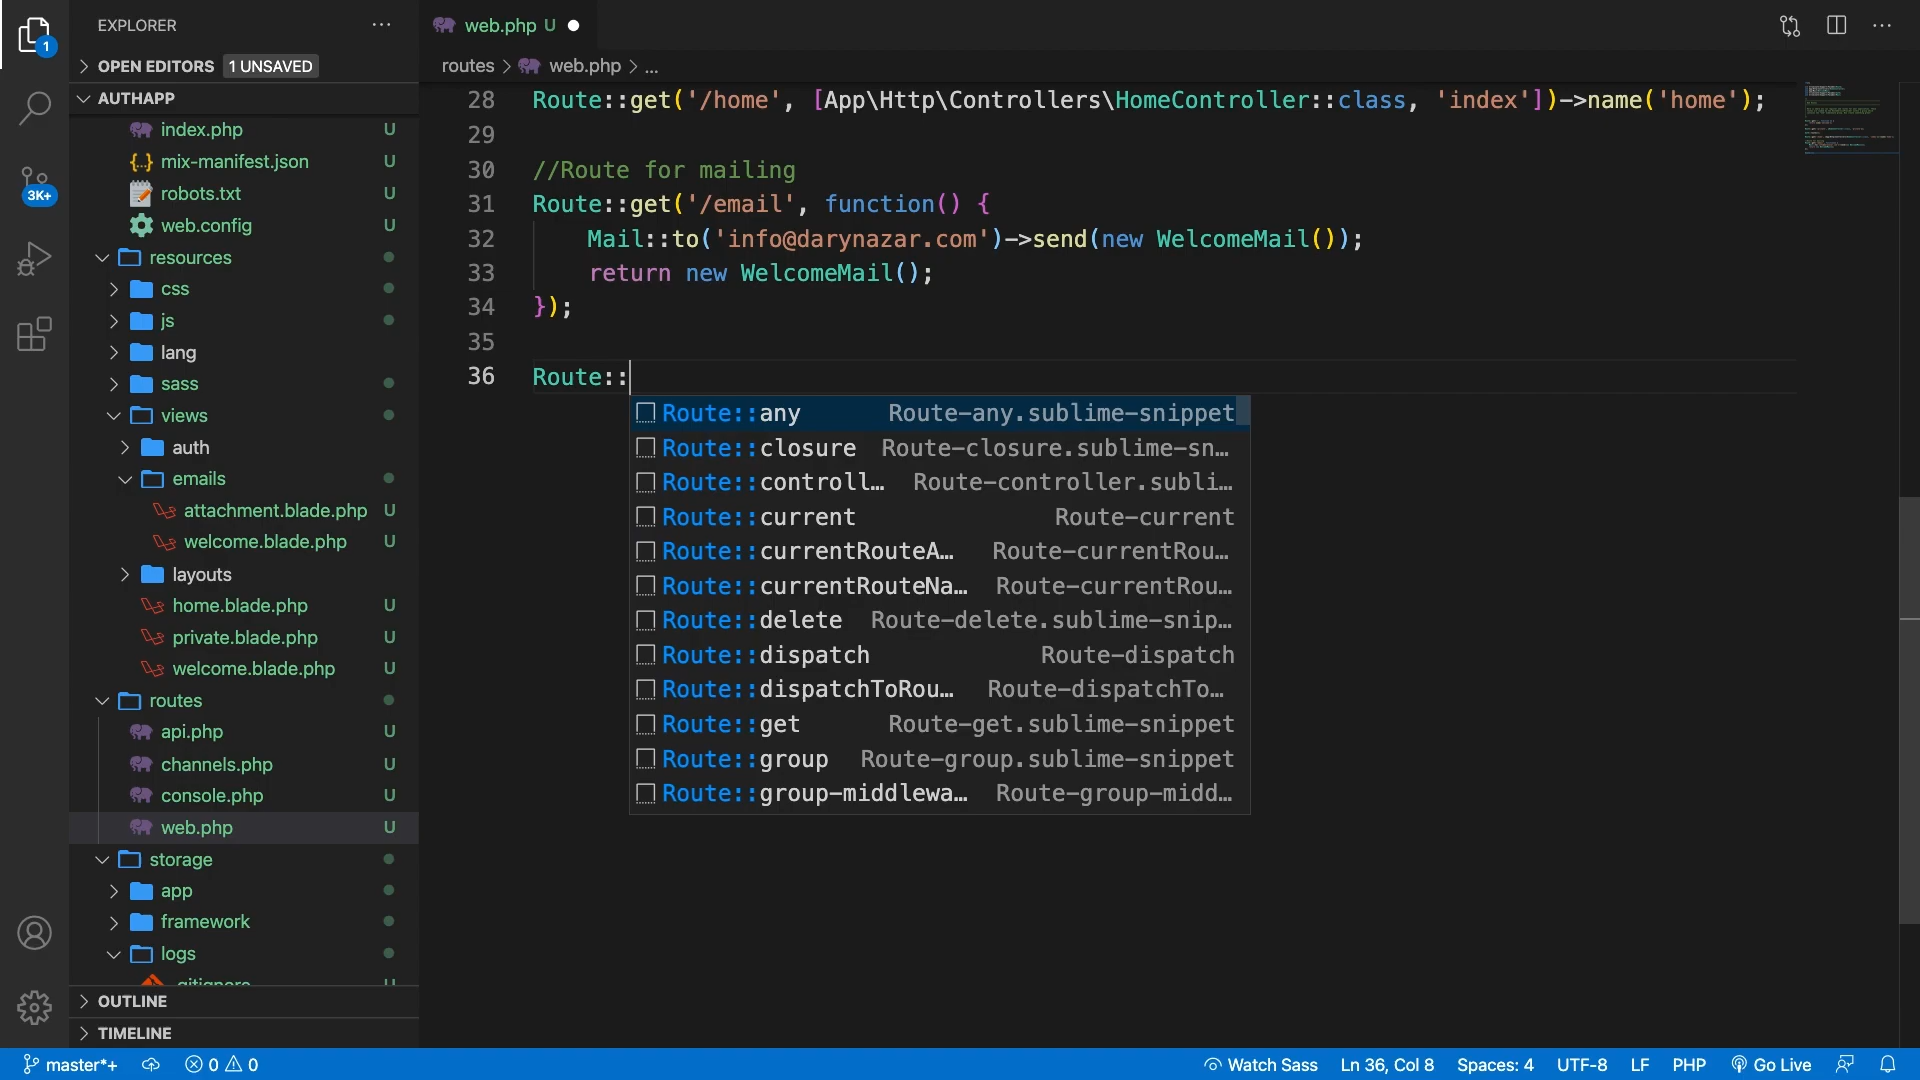 EXPLORER
OPEN EDITORS 1 UNSAVED
AUTHAPP
index.php U
mix-manifest.json U
robots.txt U
web.config U
resources
css
js
lang
sass
views
auth
emails
attachment.blade.php U
welcome.blade.php U
layouts
home.blade.php U
private.blade.php U
welcome.blade.php U
routes
api.php U
channels.php U
console.php U
web.php U
storage
app
framework
logs
.gitignore U
OUTLINE
TIMELINE
1
3K+
web.php U
routes > web.php > ...
28 Route::get('/home', [App\Http\Controllers\HomeController::class, 'index'])->name('home');
29
30 //Route for mailing
31 Route::get('/email', function() {
32 Mail::to('info@darynazar.com')->send(new WelcomeMail());
33 return new WelcomeMail();
34 });
35
36 Route::
Route::any Route-any.sublime-snippet
Route::closure Route-closure.sublime-sn…
Route::controll… Route-controller.subli…
Route::current Route-current
Route::currentRouteA… Route-currentRou…
Route::currentRouteNa… Route-currentRou…
Route::delete Route-delete.sublime-snip…
Route::dispatch Route-dispatch
Route::dispatchToRou… Route-dispatchTo…
Route::get Route-get.sublime-snippet
Route::group Route-group.sublime-snippet
Route::group-middlewa… Route-group-midd…
master*+ 0 0 Watch Sass Ln 36, Col 8 Spaces: 4 UTF-8 LF PHP Go Live